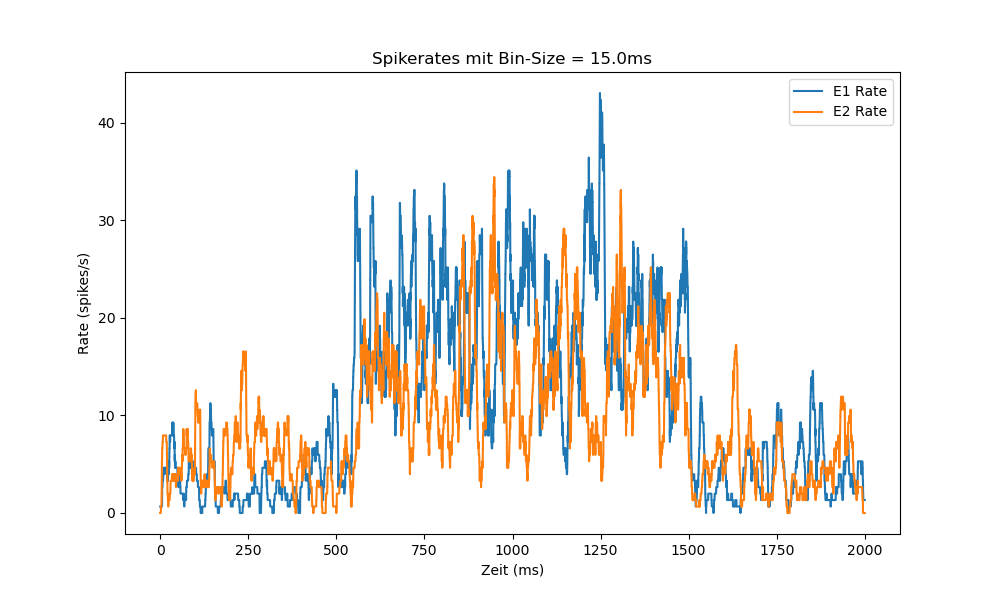 Spikerates mit Bin-Size = 15.0ms
E1 Rate
E2 Rate
Rate (spikes/s)
40
30
20
10
0
0 250 500 750 1000 1250 1500 1750 2000
Zeit (ms)